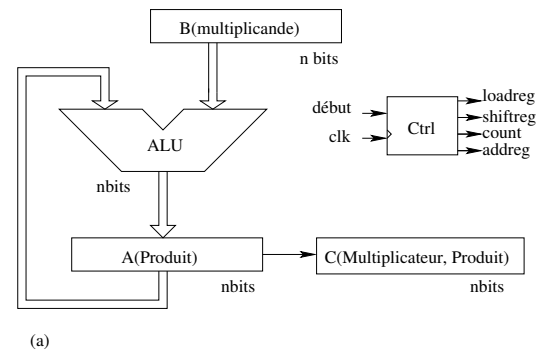 B(multiplicande)
n bits
ALU
nbits
début
clk
Ctrl
loadreg
shiftreg
count
addreg
A(Produit)
nbits
C(Multiplicateur, Produit)
nbits
(a)